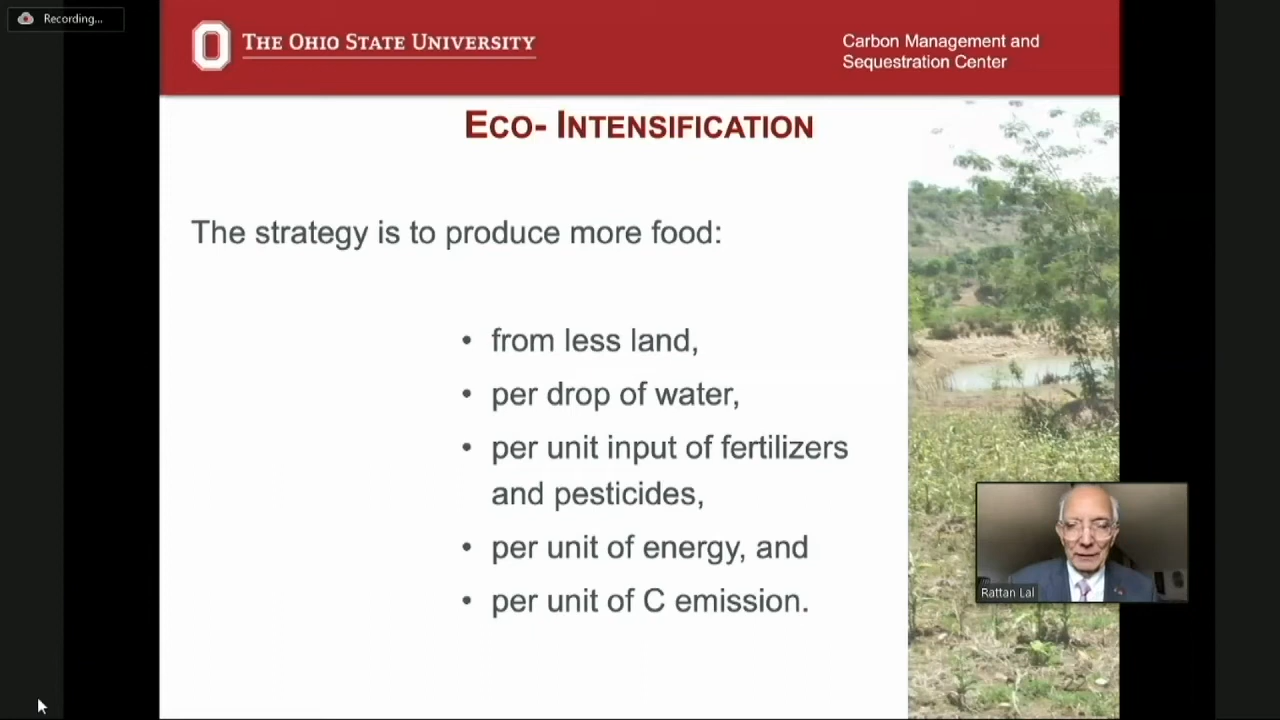 Recording...
THE OHIO STATE UNIVERSITY
Carbon Management and
Sequestration Center
ECO- INTENSIFICATION
The strategy is to produce more food:
• from less land,
• per drop of water,
• per unit input of fertilizers
and pesticides,
• per unit of energy, and
• per unit of C emission.
Rattan Lal